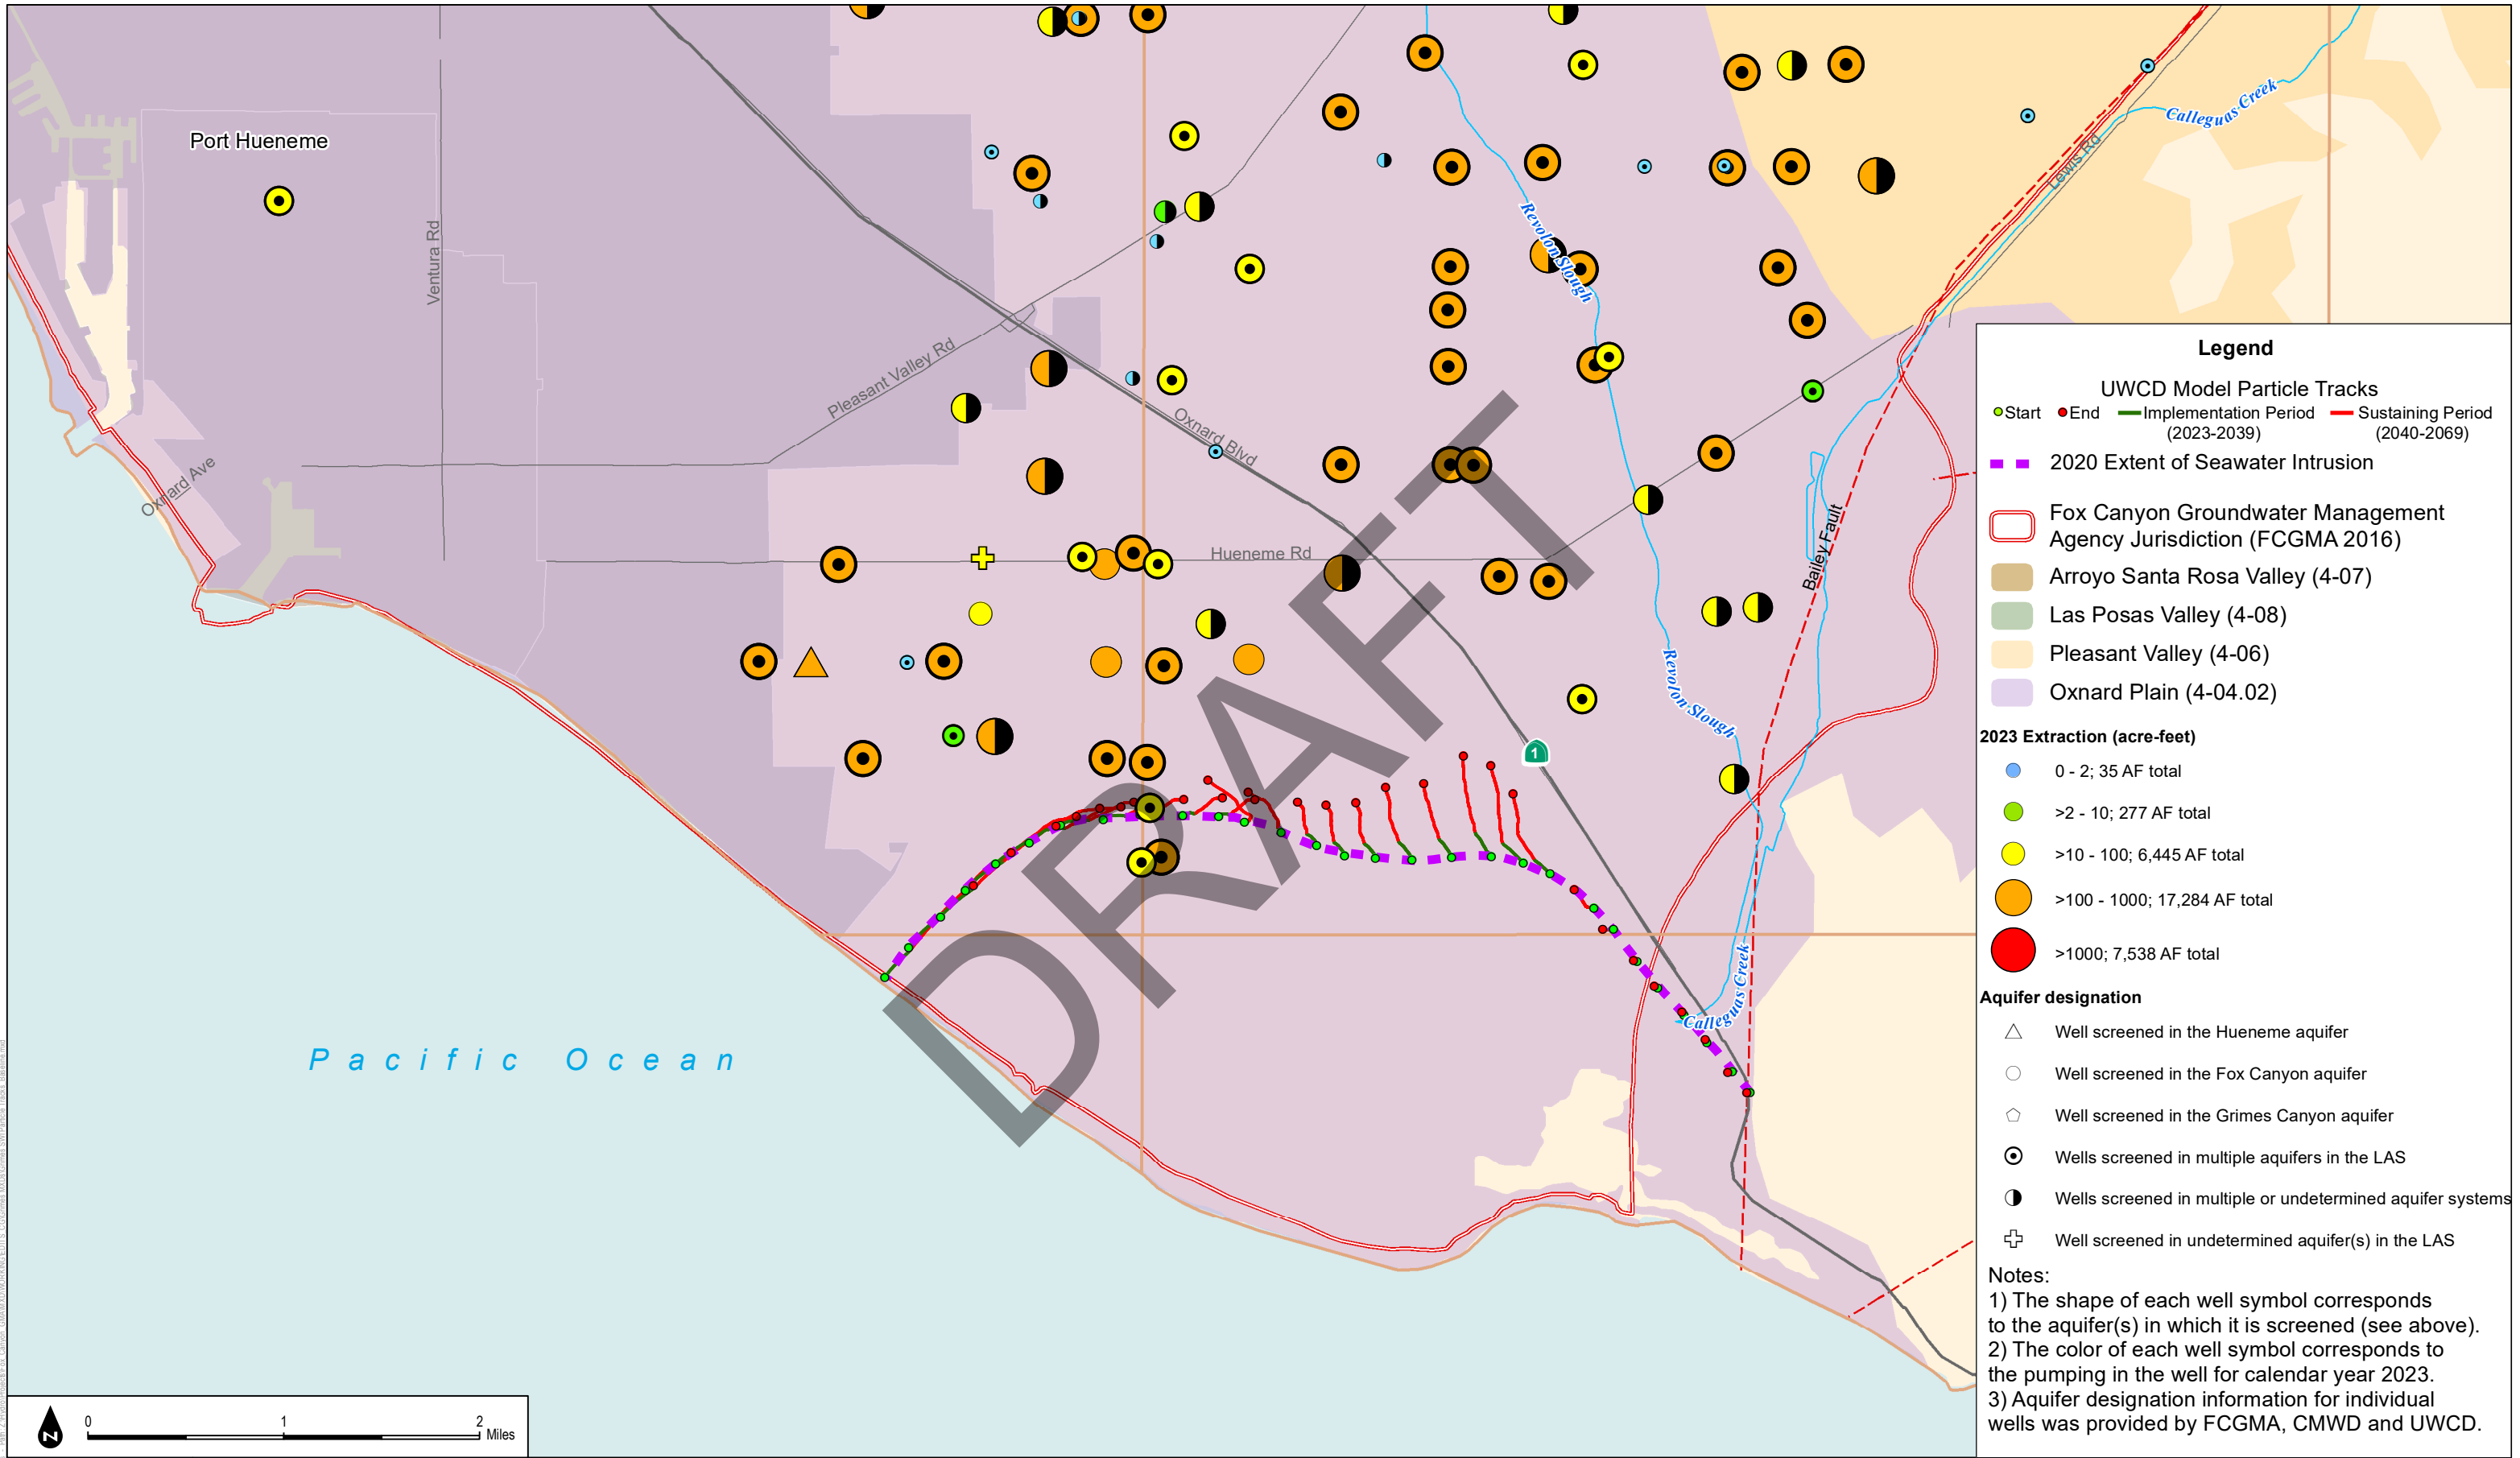 Port Hueneme
Ventura Rd
Oxnard Ave
Pleasant Valley Rd
Oxnard Blvd
Hueneme Rd
Revolon Slough
Revolon Slough
Calleguas Creek
Lewis Rd
Bailey Fault
1
Calleguas Creek
Pacific Ocean
DRAFT
N
0 1 2 Miles
Legend
UWCD Model Particle Tracks
Start End Implementation Period (2023-2039) Sustaining Period (2040-2069)
2020 Extent of Seawater Intrusion
Fox Canyon Groundwater Management
Agency Jurisdiction (FCGMA 2016)
Arroyo Santa Rosa Valley (4-07)
Las Posas Valley (4-08)
Pleasant Valley (4-06)
Oxnard Plain (4-04.02)
2023 Extraction (acre-feet)
0 - 2; 35 AF total
>2 - 10; 277 AF total
>10 - 100; 6,445 AF total
>100 - 1000; 17,284 AF total
>1000; 7,538 AF total
Aquifer designation
Well screened in the Hueneme aquifer
Well screened in the Fox Canyon aquifer
Well screened in the Grimes Canyon aquifer
Wells screened in multiple aquifers in the LAS
Wells screened in multiple or undetermined aquifer systems
Well screened in undetermined aquifer(s) in the LAS
Notes:
1) The shape of each well symbol corresponds
to the aquifer(s) in which it is screened (see above).
2) The color of each well symbol corresponds to
the pumping in the well for calendar year 2023.
3) Aquifer designation information for individual
wells was provided by FCGMA, CMWD and UWCD.